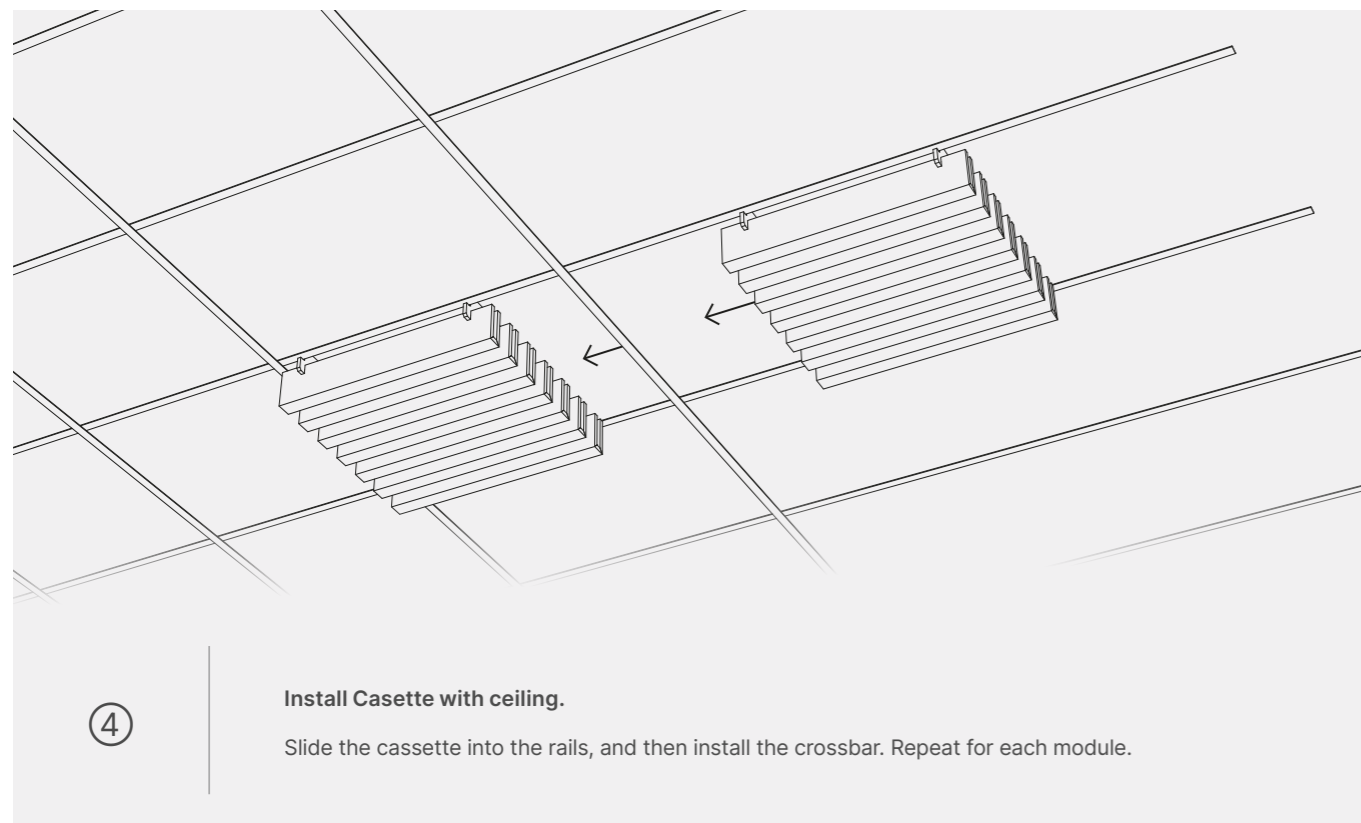 ④
Install Casette with ceiling.
Slide the cassette into the rails, and then install the crossbar. Repeat for each module.